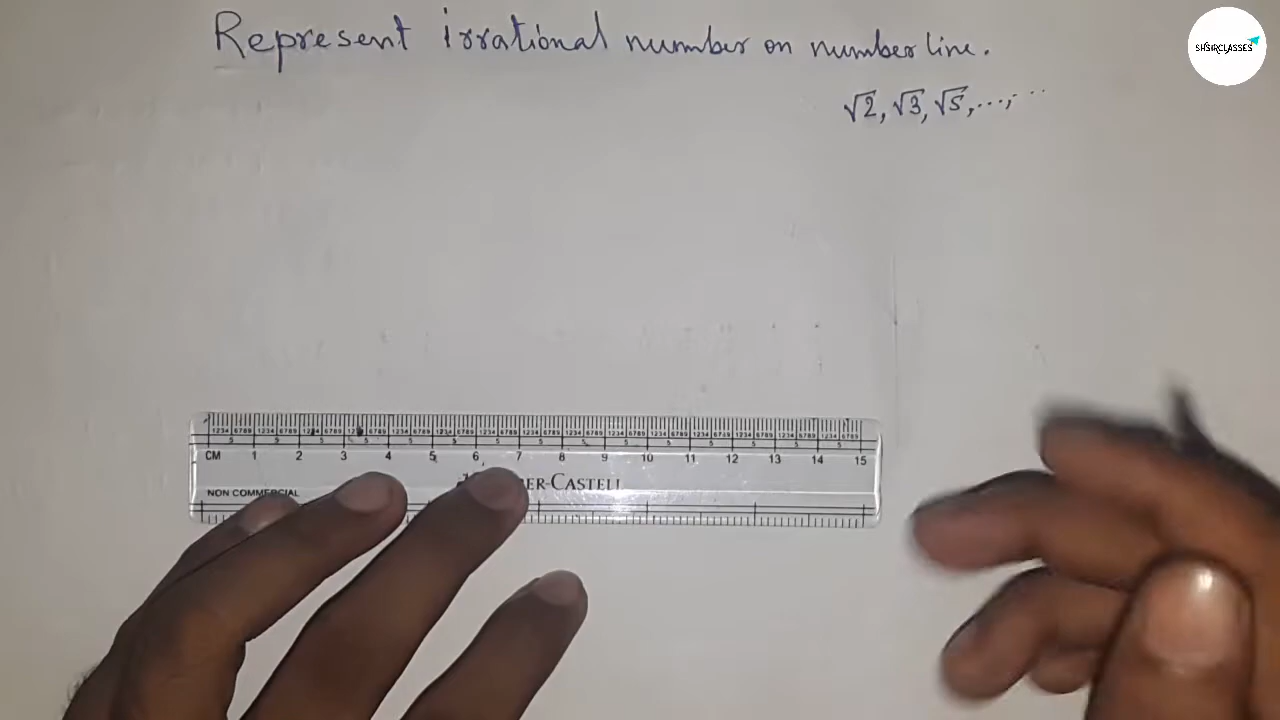 Represent irrational number on number line.
SHSIRCLASSES
√2, √3, √5, ..., ..
CM 1 2 3 4 5 6 7 8 9 10 11 12 13 14 15
ER-CASTELL
NON COMMERCIAL